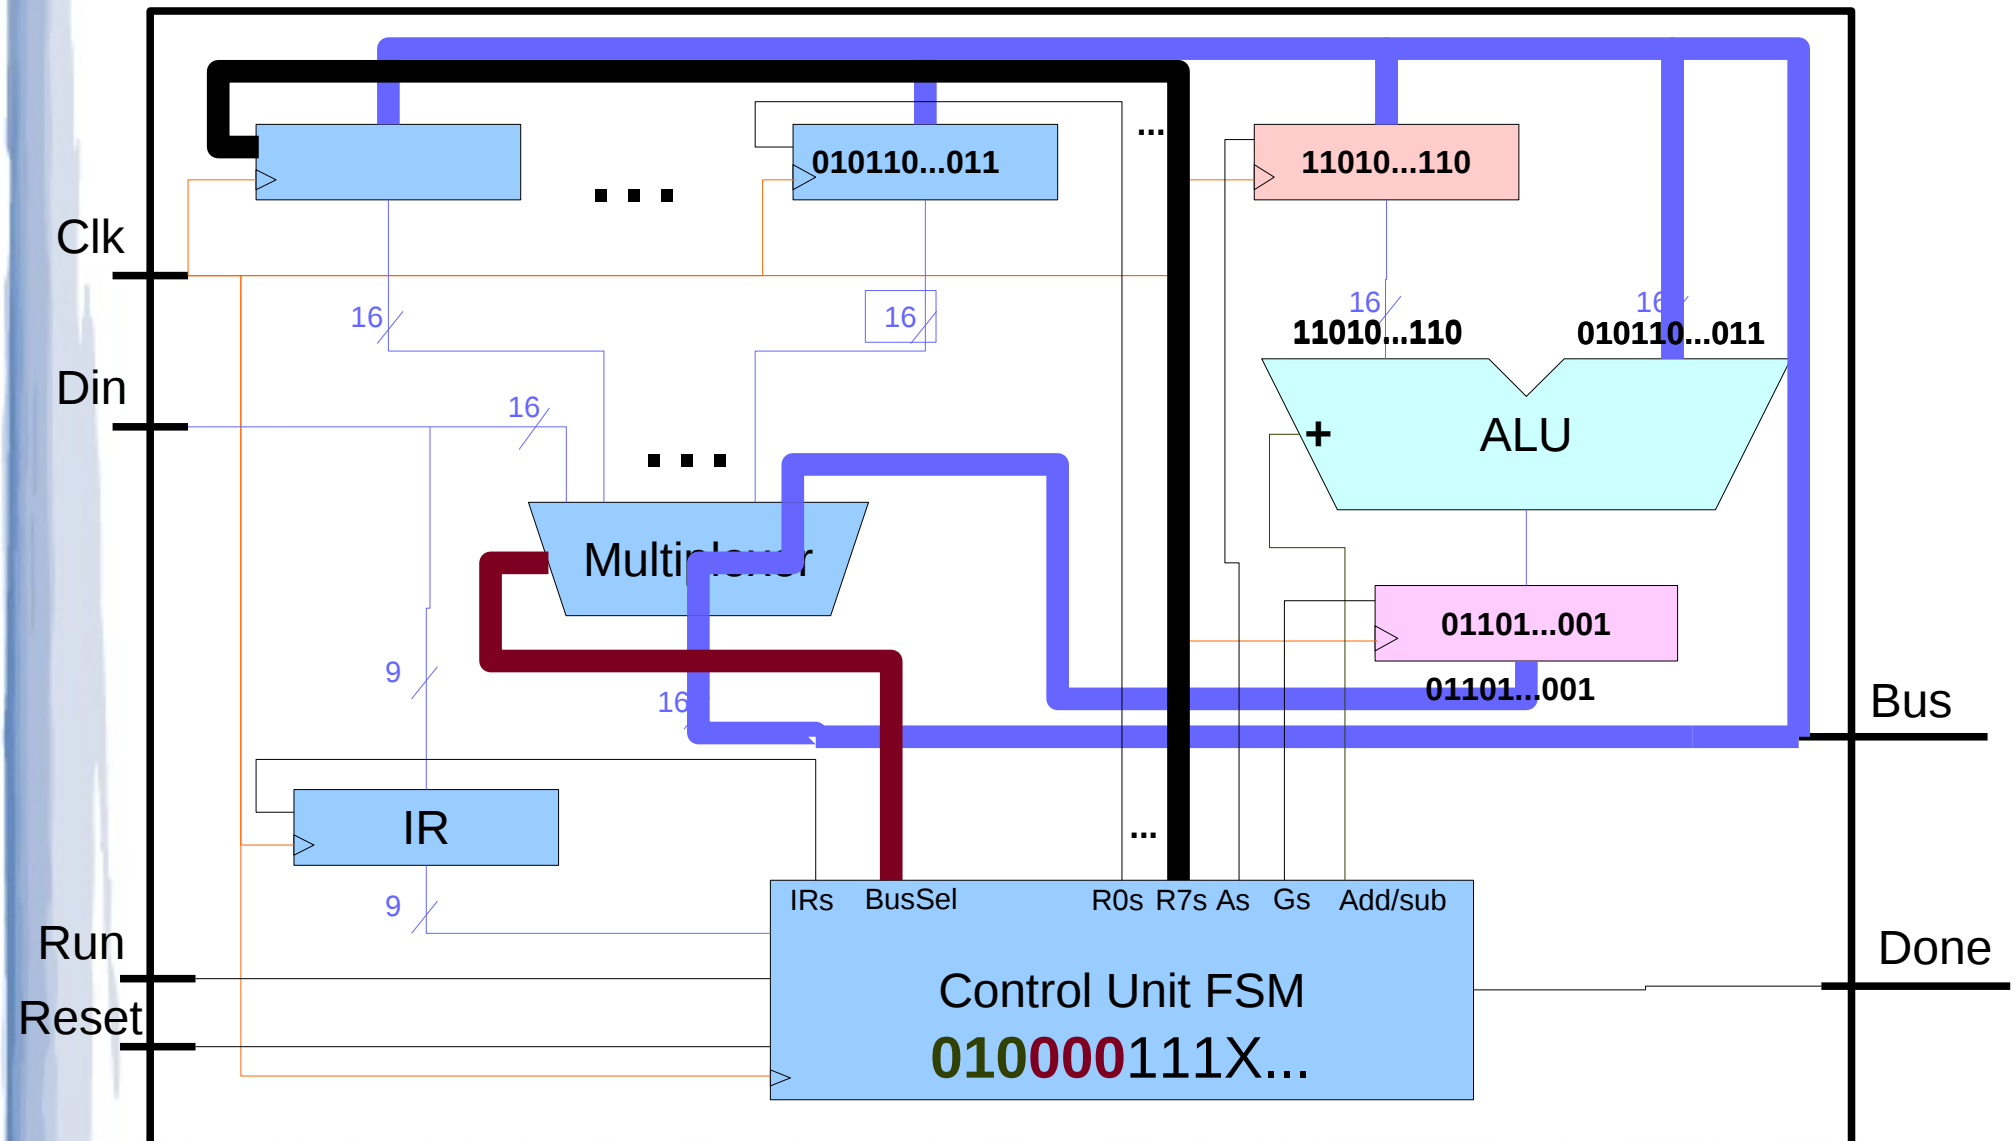 ...
010110...011
11010...110
...
Clk
16
16
16
16
11010...110
010110...011
Din
16
...
+
ALU
Multiplexer
01101...001
9
16
01101...001
Bus
IR
...
9
IRs
BusSel
R0s
R7s
As
Gs
Add/sub
Run
Done
Control Unit FSM
Reset
010000111X...